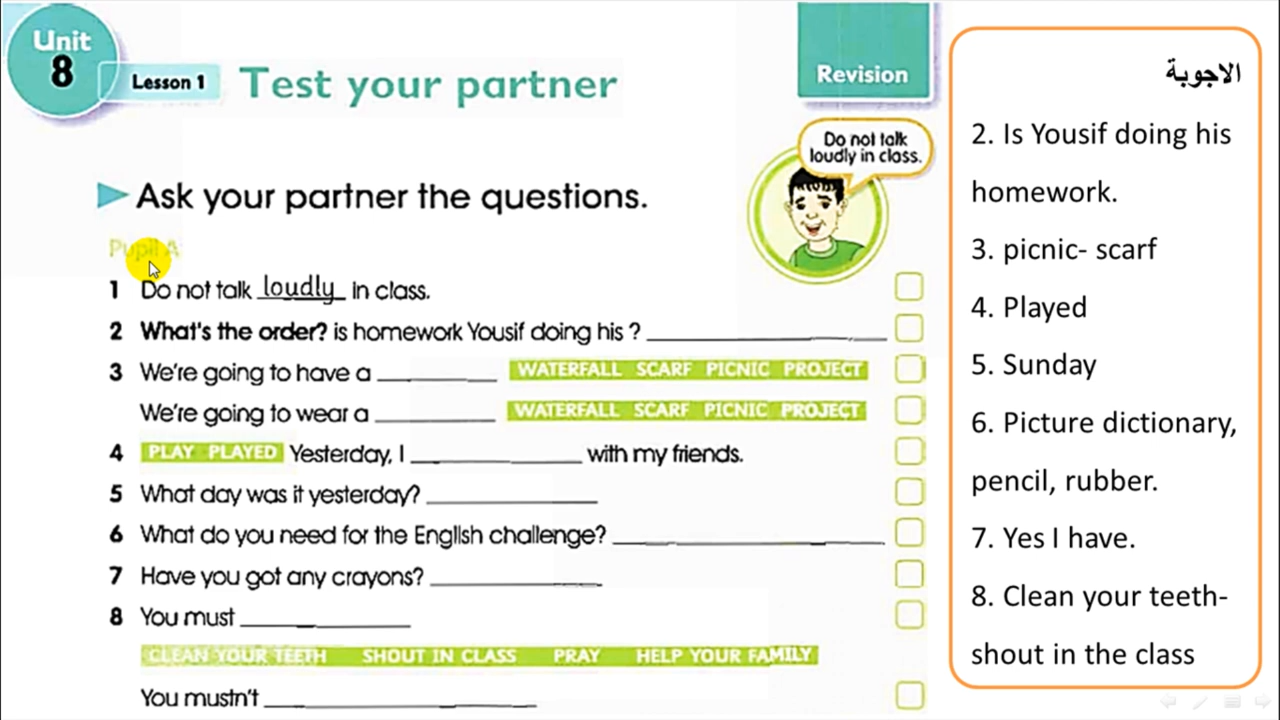 Unit
8
Lesson 1
Test your partner
Revision
Do not talk
loudly in class.
Ask your partner the questions.
Pupil A
1 Do not talk loudly in class.
2 What's the order? is homework Yousif doing his ? ____________
3 We're going to have a ____________ WATERFALL SCARF PICNIC PROJECT
We're going to wear a ____________ WATERFALL SCARF PICNIC PROJECT
4 PLAY PLAYED Yesterday, I ____________ with my friends.
5 What day was it yesterday? ____________
6 What do you need for the English challenge? ____________
7 Have you got any crayons? ____________
8 You must ____________
CLEAN YOUR TEETH SHOUT IN CLASS PRAY HELP YOUR FAMILY
You mustn't ____________
الاجوبة
2. Is Yousif doing his
homework.
3. picnic- scarf
4. Played
5. Sunday
6. Picture dictionary,
pencil, rubber.
7. Yes I have.
8. Clean your teeth-
shout in the class